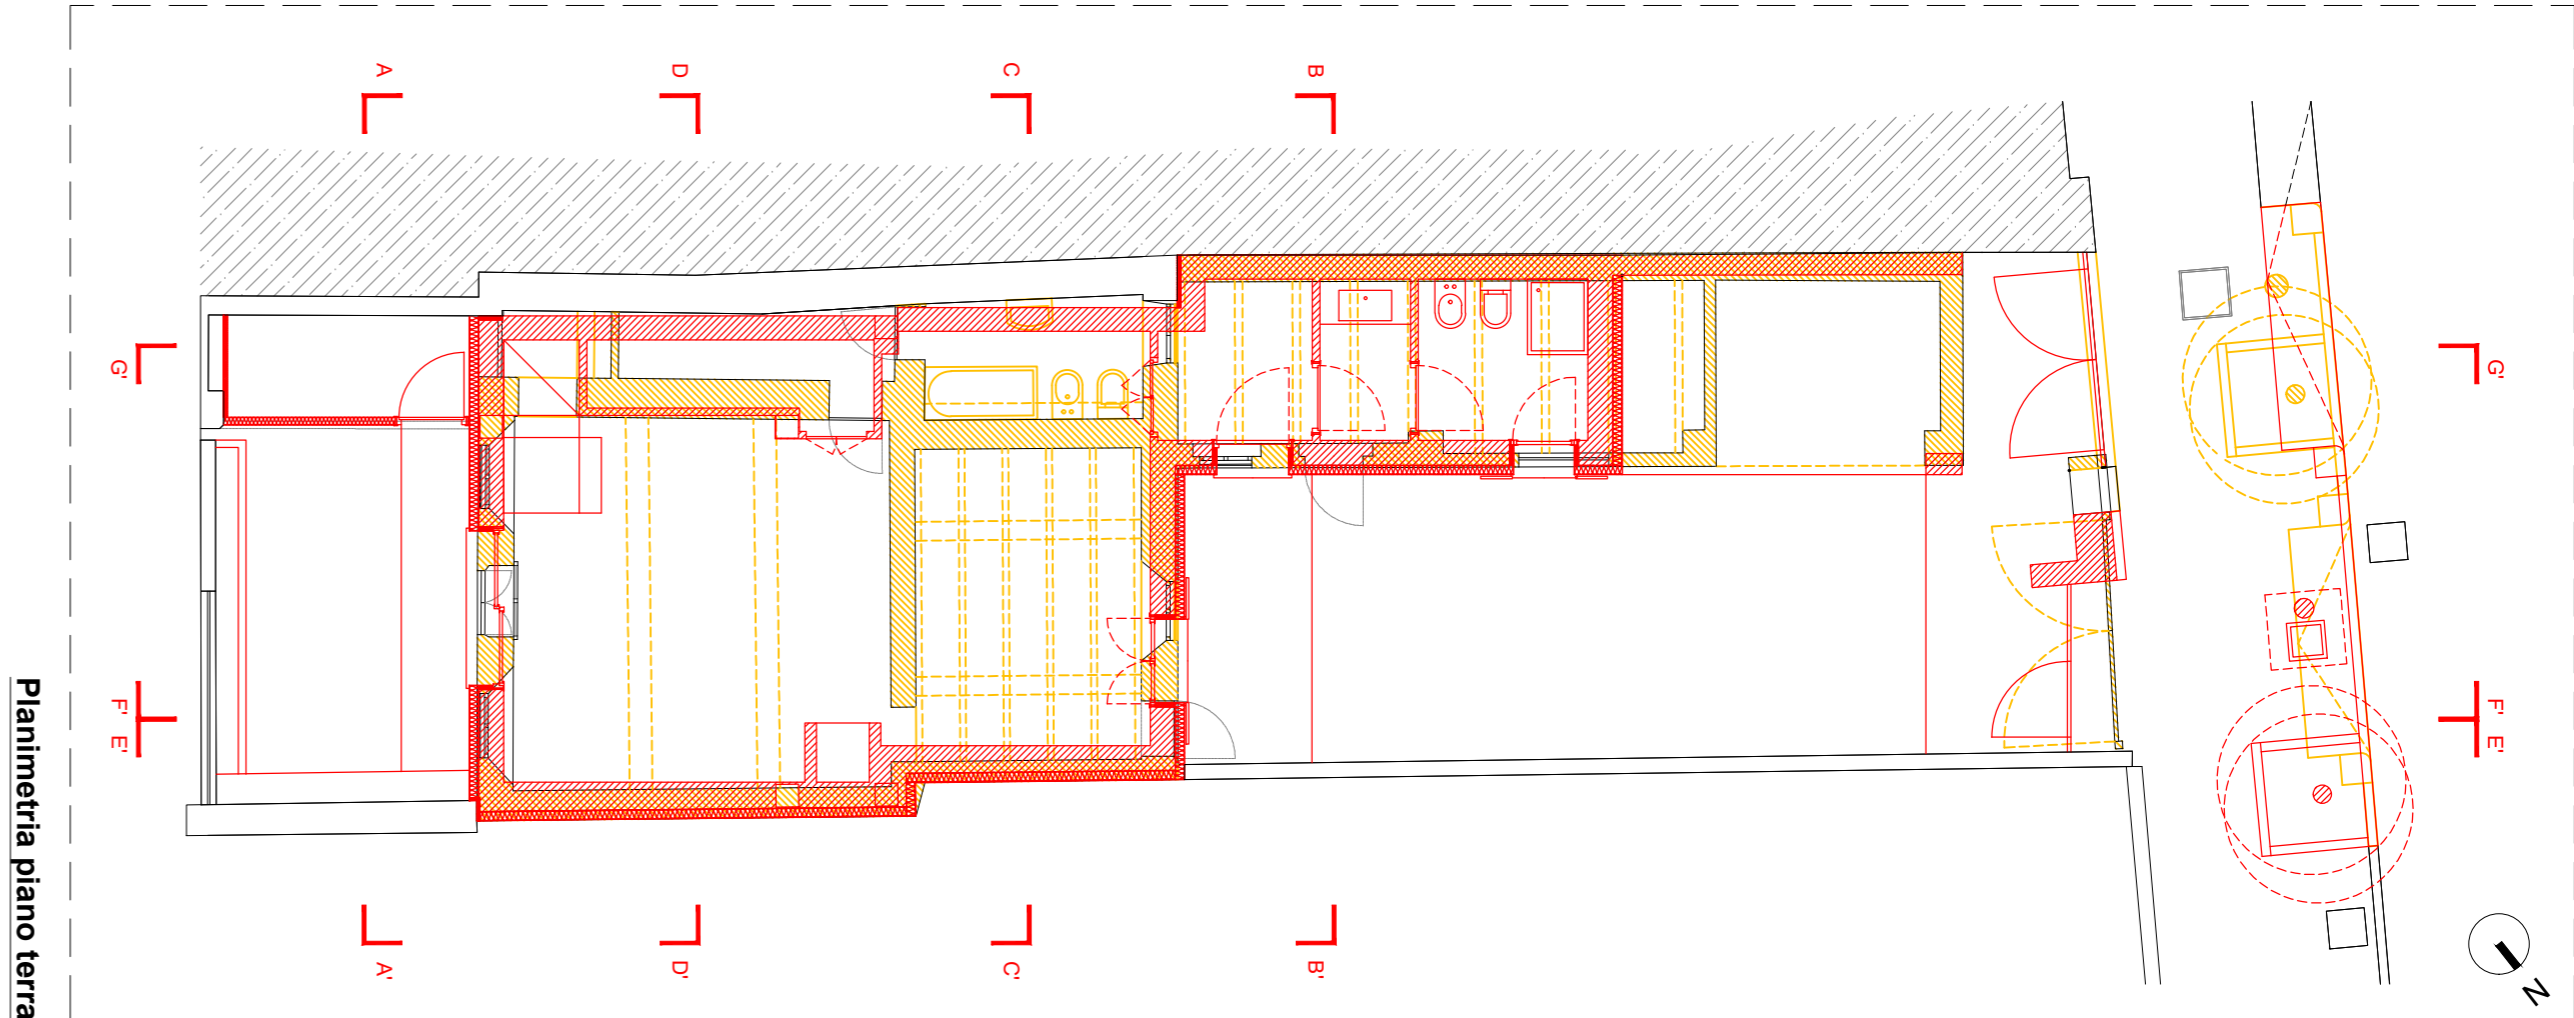 A
D
C
B
G'
G'
F'
E'
F'
E'
A'
D'
C'
B'
N
Planimetria piano terra